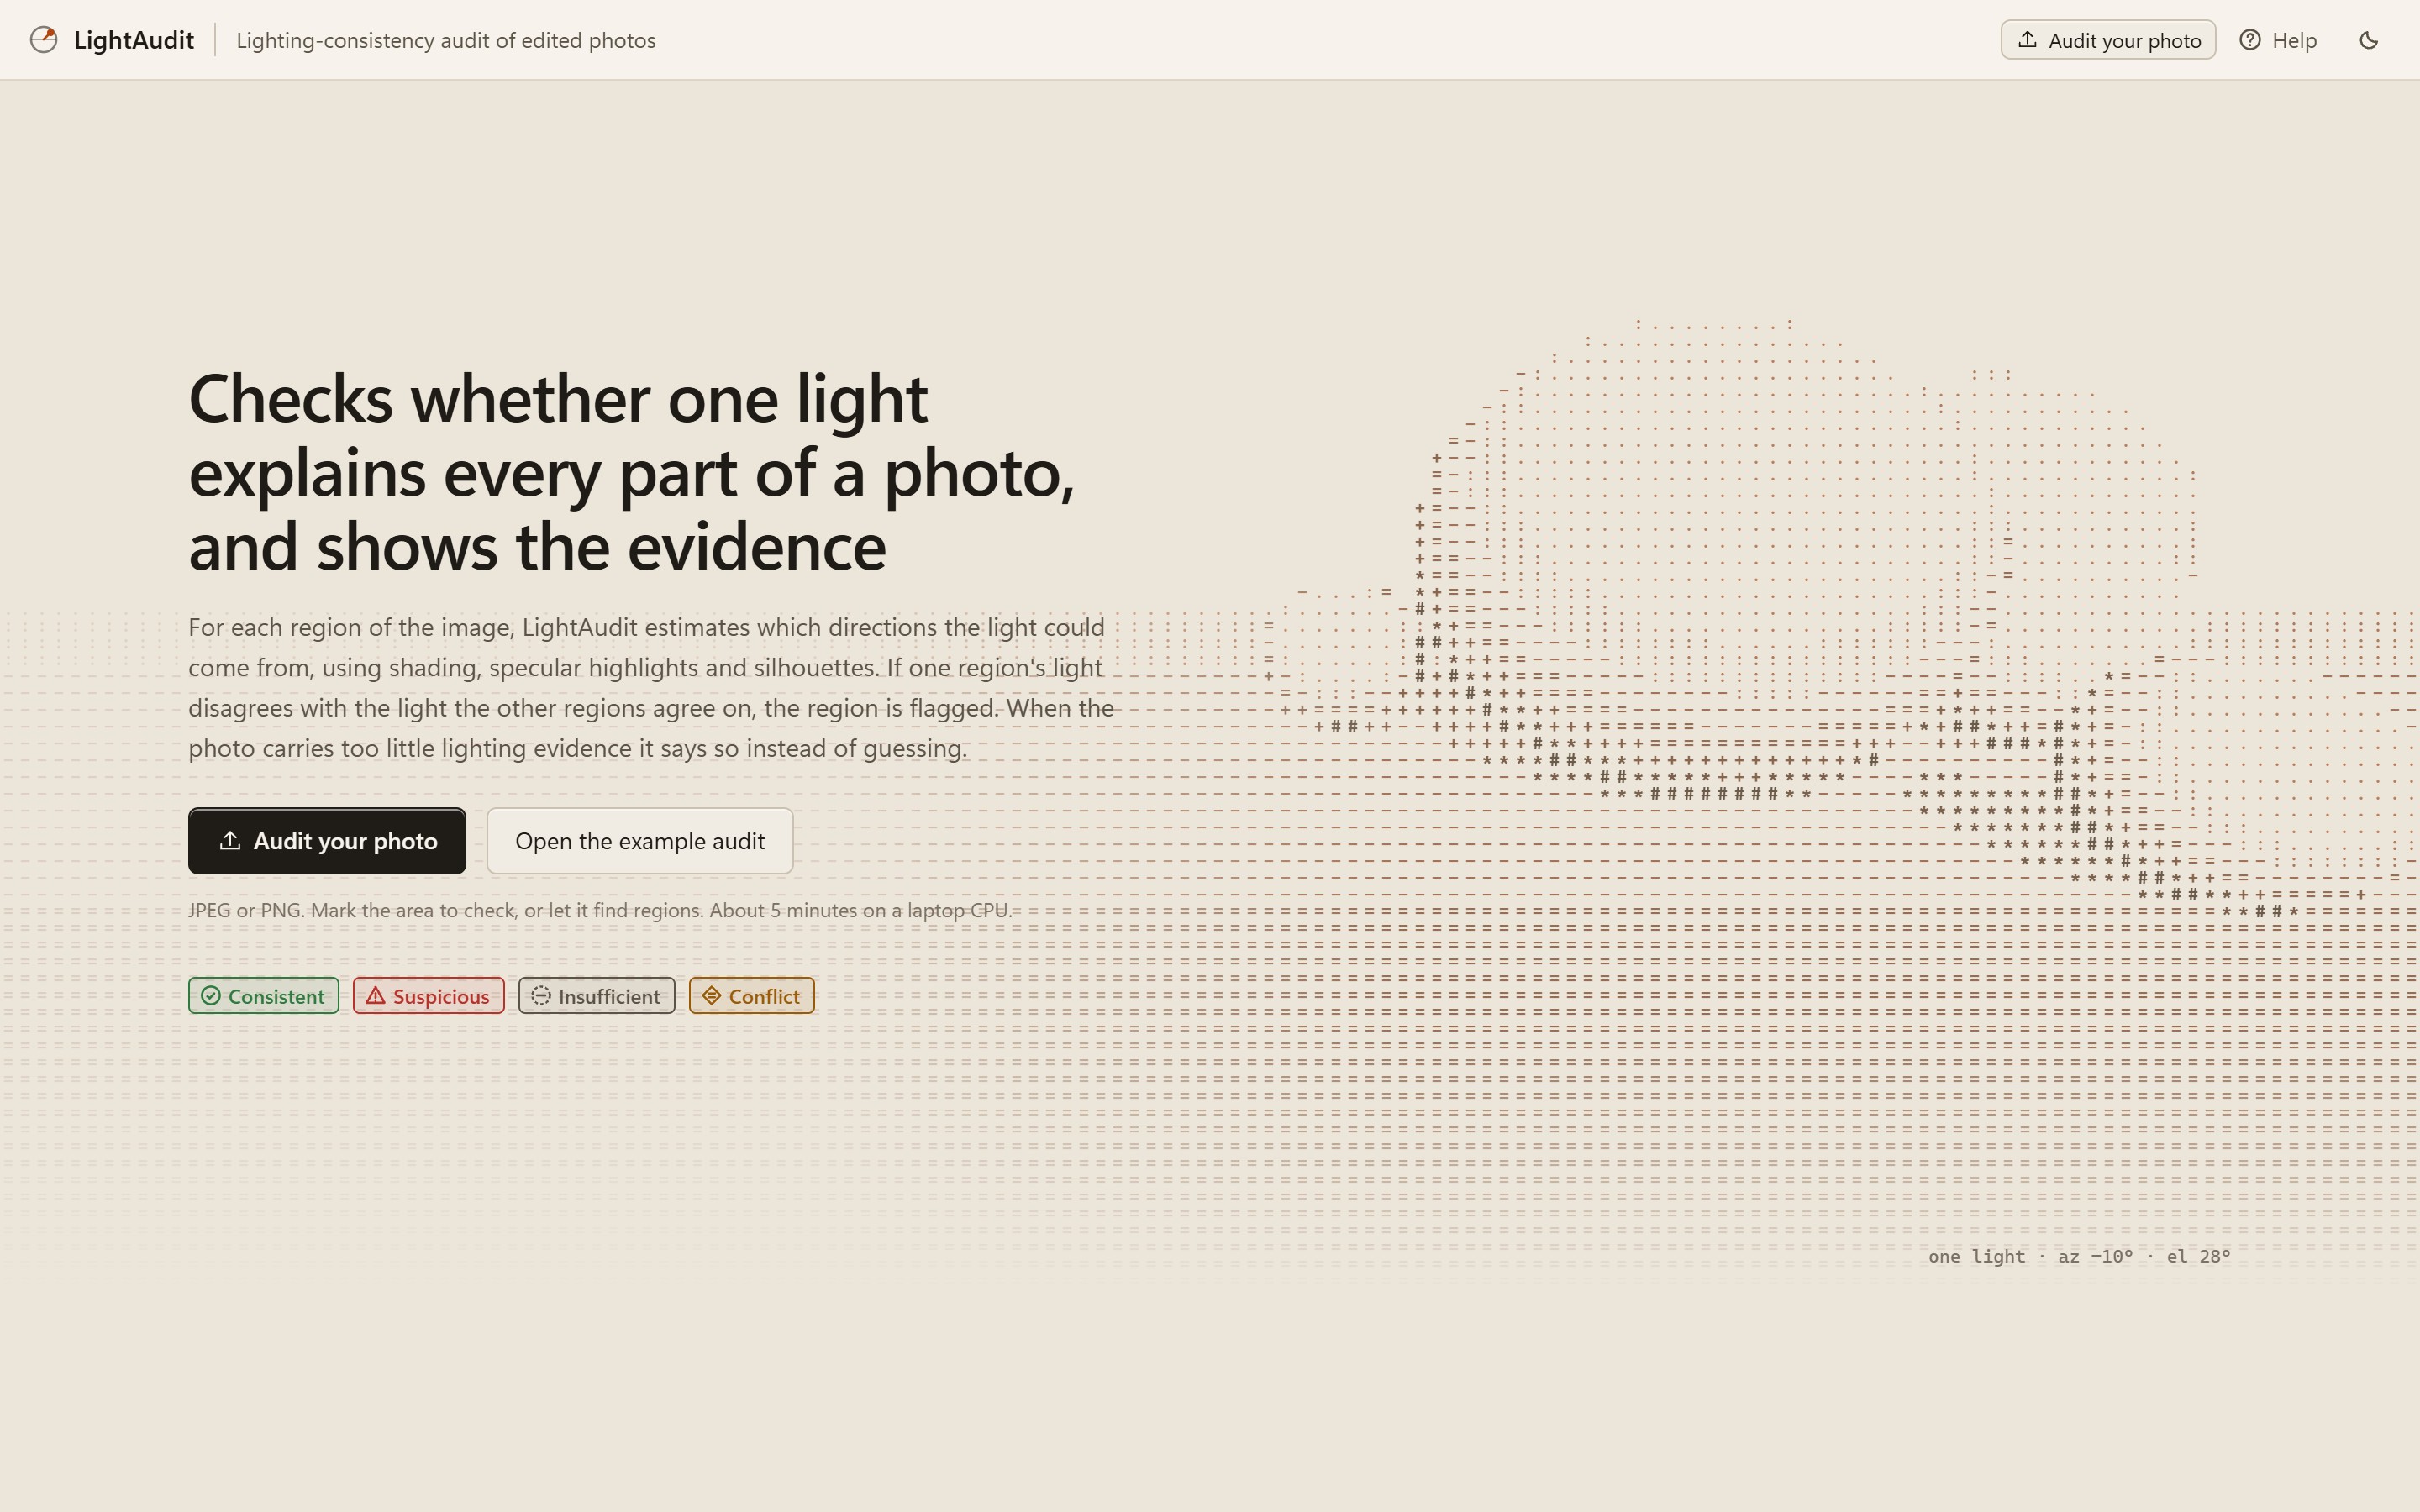 LightAudit
Lighting-consistency audit of edited photos
Audit your photo
Help
Checks whether one light
explains every part of a photo,
and shows the evidence
For each region of the image, LightAudit estimates which directions the light could
come from, using shading, specular highlights and silhouettes. If one region's light
disagrees with the light the other regions agree on, the region is flagged. When the
photo carries too little lighting evidence it says so instead of guessing.
Audit your photo
Open the example audit
JPEG or PNG. Mark the area to check, or let it find regions. About 5 minutes on a laptop CPU.
Consistent
Suspicious
Insufficient
Conflict
one light · az −10° · el 28°